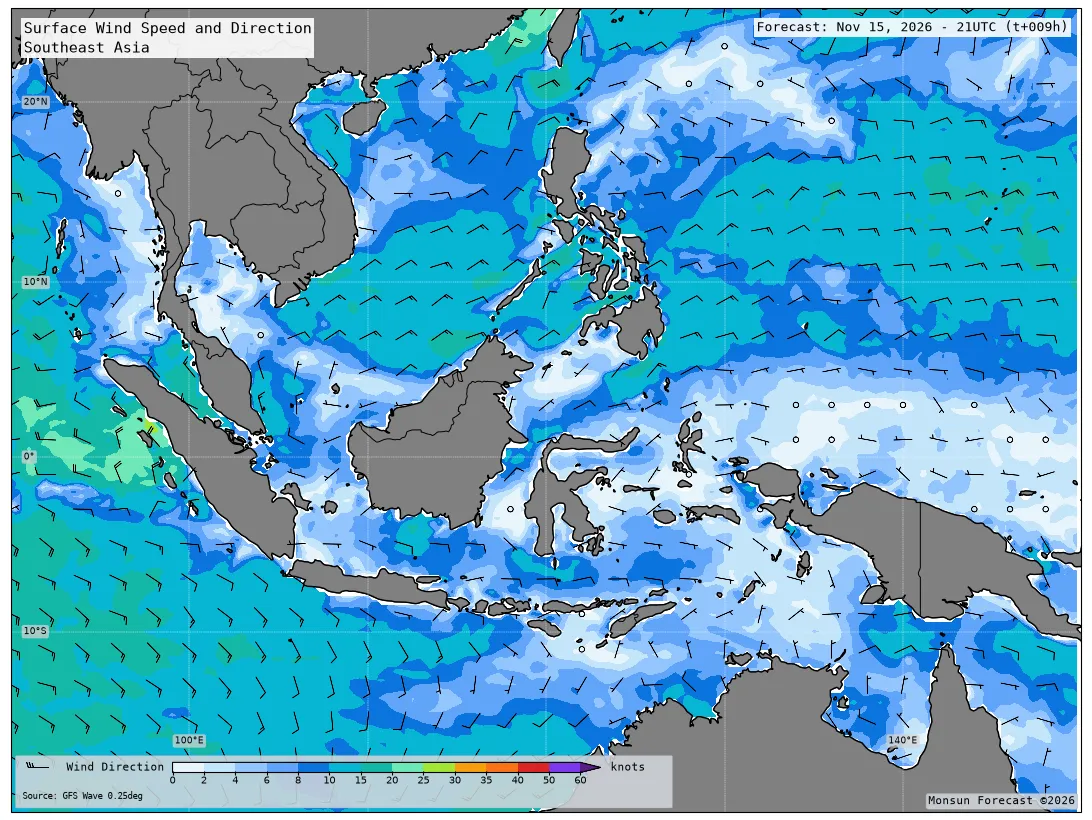 Surface Wind Speed and Direction
Southeast Asia
Forecast: Nov 15, 2026 - 21UTC (t+009h)
20°N
10°N
0°
10°S
100°E
140°E
Wind Direction
0 2 4 6 8 10 15 20 25 30 35 40 50 60
knots
Source: GFS Wave 0.25deg
Monsun Forecast ©2026